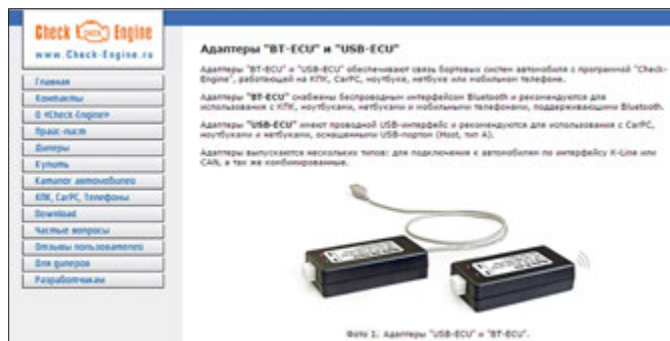 Check Engine
www.Check-Engine.ru
Главная
Контакты
О «Check Engine»
Прайс-лист
Дилеры
Купить
Каталог автомобилей
КПК, CarPC, Телефоны
Download
Частые вопросы
Отзывы пользователей
Для дилеров
Разработчикам
Адаптеры "BT-ECU" и "USB-ECU"
Адаптеры "BT-ECU" и "USB-ECU" обеспечивают связь бортовых систем автомобиля с программой "Check-
Engine", работающей на КПК, CarPC, ноутбуке, нетбуке или мобильном телефоне.
Адаптеры "BT-ECU" снабжены беспроводным интерфейсом Bluetooth и рекомендуются для
использования с КПК, ноутбуками, нетбуками и мобильными телефонами, поддерживающими Bluetooth.
Адаптеры "USB-ECU" имеют проводной USB-интерфейс и рекомендуются для использования с CarPC,
ноутбуками и нетбуками, оснащенными USB-портом (Host, тип A).
Адаптеры выпускаются нескольких типов: для подключения к автомобилям по интерфейсу K-Line или
CAN, а так же комбинированные.
Фото 1. Адаптеры "USB-ECU" и "BT-ECU".